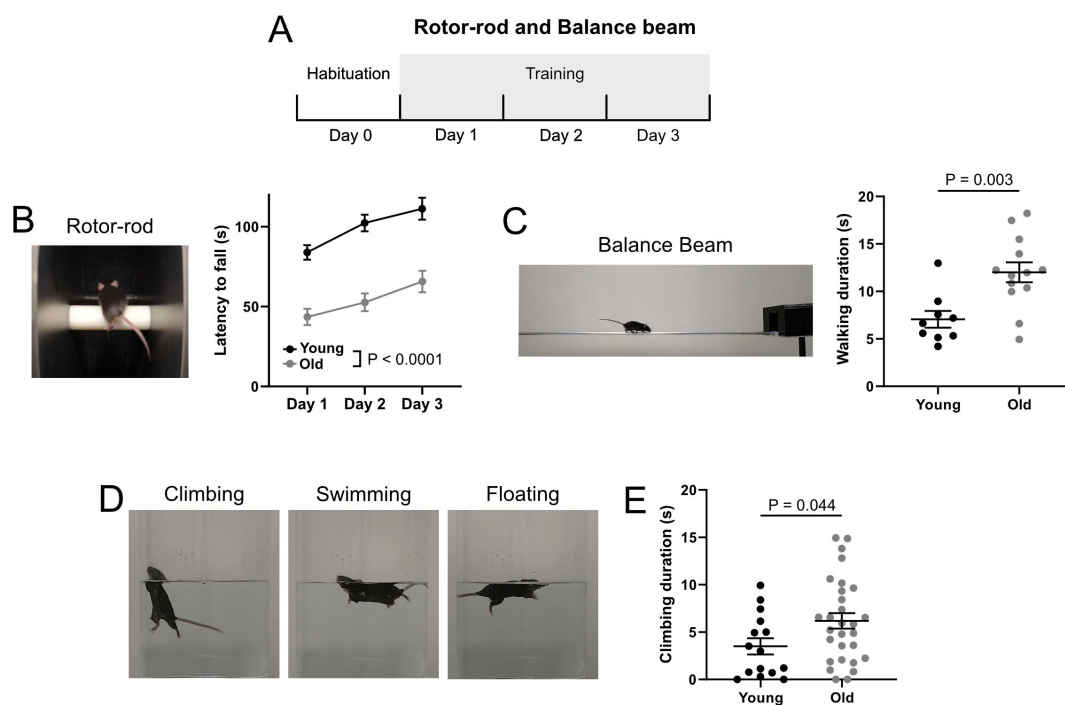 A
Rotor-rod and Balance beam
Habituation
Training
Day 0
Day 1
Day 2
Day 3
B
Rotor-rod
Latency to fall (s)
100
50
0
Young
Old
P < 0.0001
Day 1
Day 2
Day 3
C
Balance Beam
P = 0.003
Walking duration (s)
20
15
10
5
0
Young
Old
D
Climbing
Swimming
Floating
E
P = 0.044
Climbing duration (s)
20
15
10
5
0
Young
Old